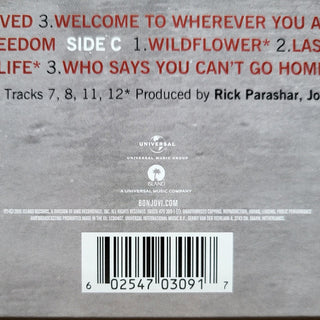 VED 3.WELCOME TO WHEREVER YOU A
EEDOM SIDE C 1.WILDFLOWER* 2.LAS
LIFE* 3.WHO SAYS YOU CAN'T GO HOM
Tracks 7, 8, 11, 12* Produced by Rick Parashar, Jo
UNIVERSAL
UNIVERSAL MUSIC GROUP
ISLAND
A UNIVERSAL MUSIC COMPANY
BONJOVI.COM
6 02547 03091 7